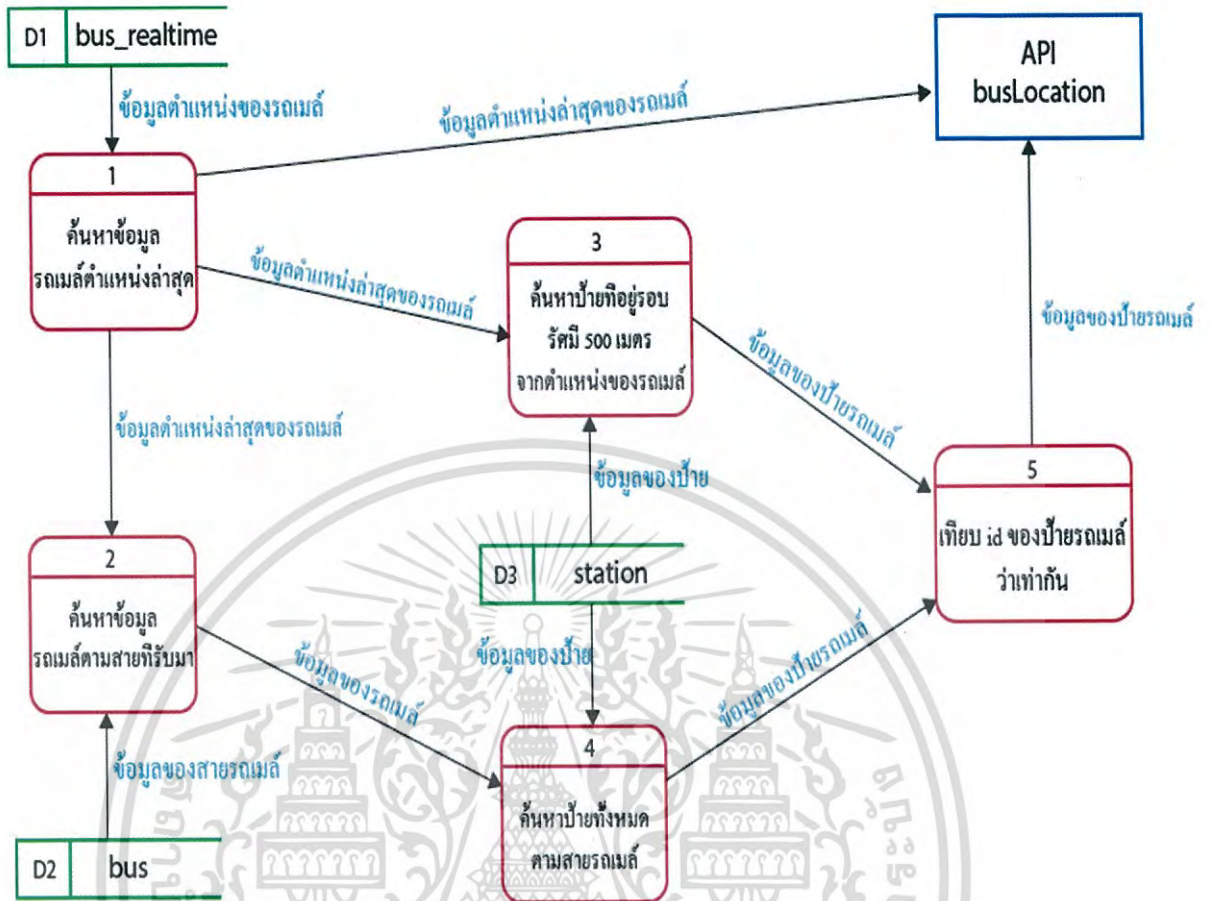 D1 bus_realtime
API
busLocation
ข้อมูลตำแหน่งของรถเมล์
ข้อมูลตำแหน่งล่าสุดของรถเมล์
1
ค้นหาข้อมูล
รถเมล์ตำแหน่งล่าสุด
ข้อมูลตำแหน่งล่าสุดของรถเมล์
3
ค้นหาป้ายที่อยู่รอบ
รัศมี 500 เมตร
จากตำแหน่งของรถเมล์
ข้อมูลของป้ายรถเมล์
ข้อมูลของป้ายรถเมล์
ข้อมูลตำแหน่งล่าสุดของรถเมล์
ข้อมูลของป้าย
5
เทียบ id ของป้ายรถเมล์
ว่าเท่ากัน
2
ค้นหาข้อมูล
รถเมล์ตามสายที่รับมา
D3 station
ข้อมูลของรถเมล์
ข้อมูลของป้าย
ข้อมูลของป้ายรถเมล์
ข้อมูลของสายรถเมล์
4
ค้นหาป้ายทั้งหมด
ตามสายรถเมล์
D2 bus